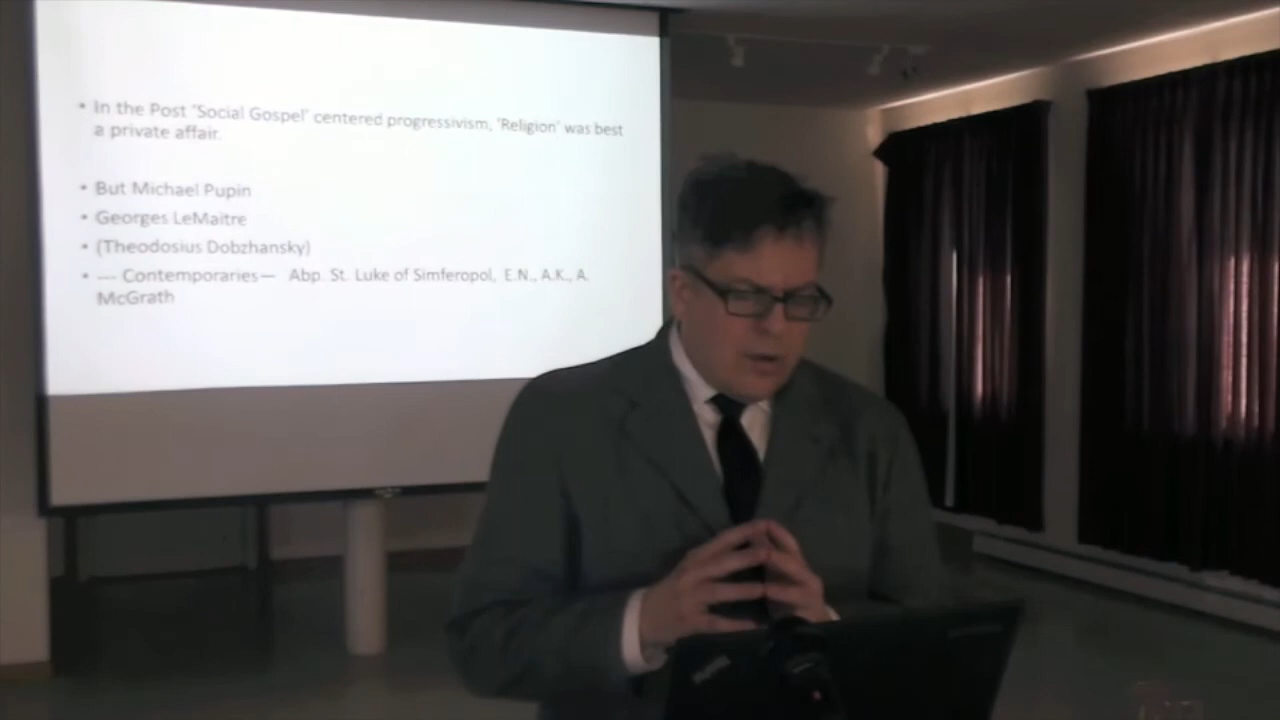 • In the Post 'Social Gospel' centered progressivism, 'Religion' was best
a private affair.
• But Michael Pupin
• Georges LeMaitre
• (Theodosius Dobzhansky)
• ---- Contemporaries— Abp. St. Luke of Simferopol, E.N., A.K., A.
McGrath